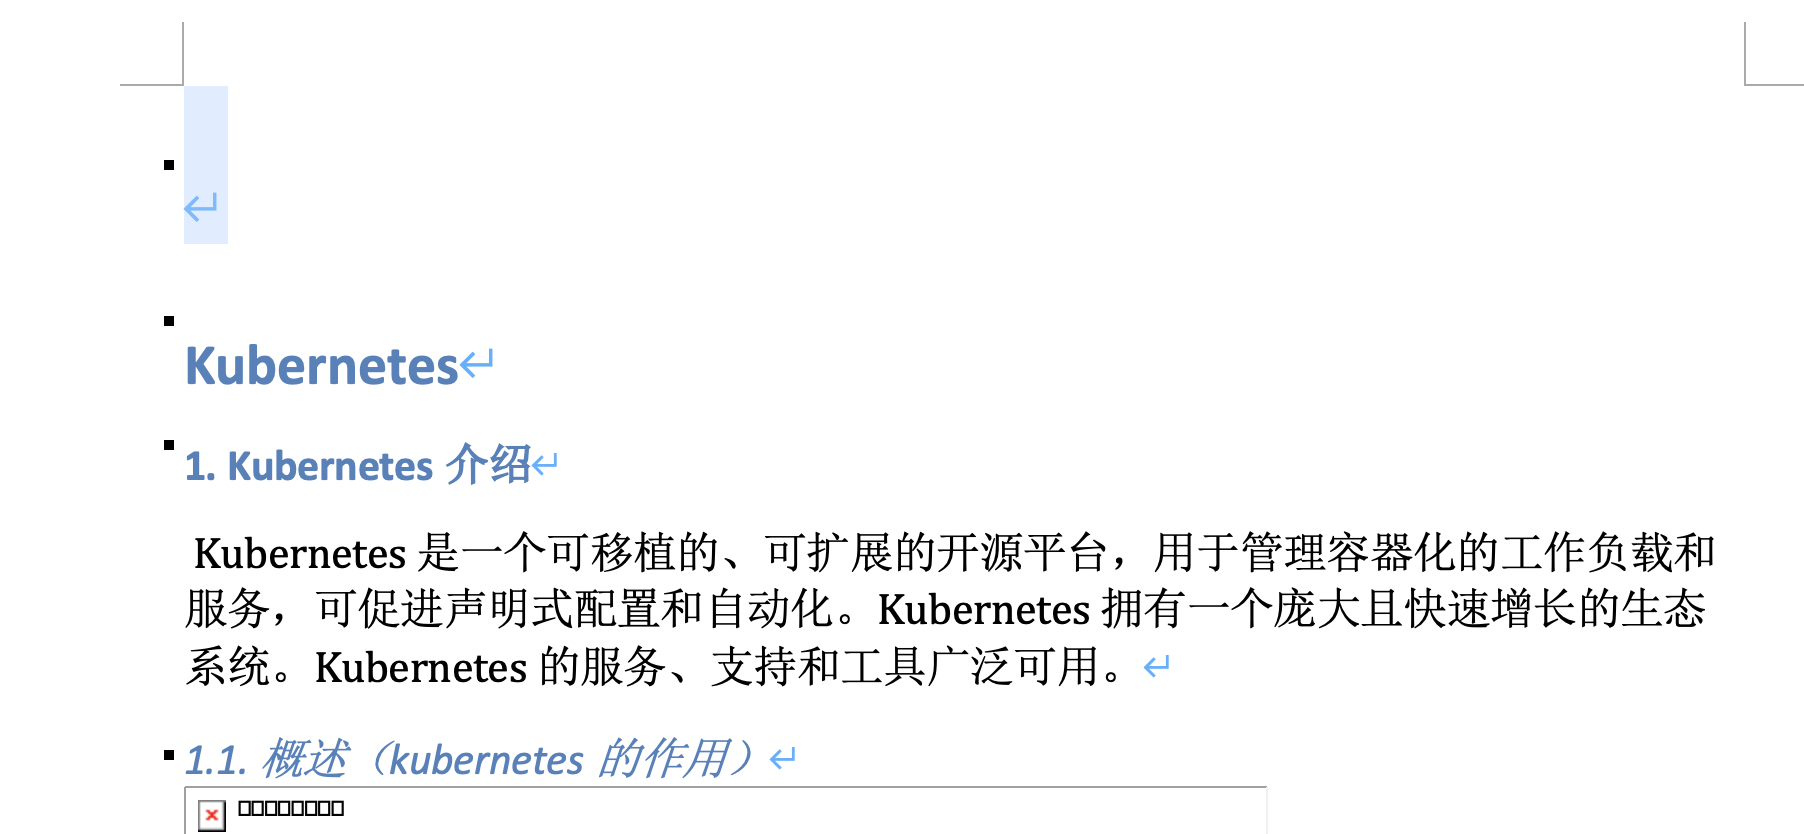 Kubernetes
1. Kubernetes 介绍
Kubernetes 是一个可移植的、可扩展的开源平台，用于管理容器化的工作负载和
服务，可促进声明式配置和自动化。Kubernetes 拥有一个庞大且快速增长的生态
系统。Kubernetes 的服务、支持和工具广泛可用。
1.1. 概述（kubernetes 的作用）